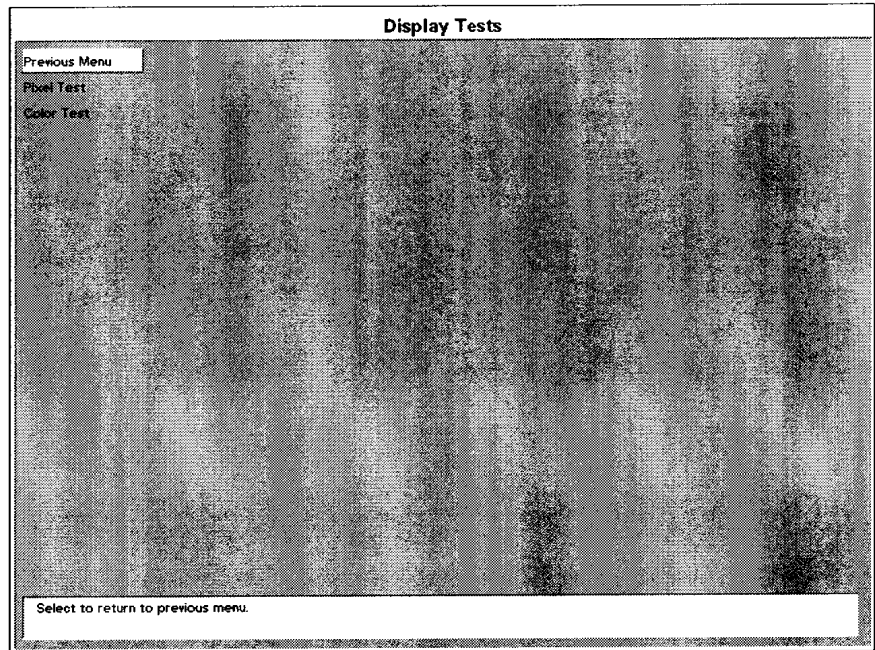 Display Tests
Previous Menu
Pixel Test
Color Test
Select to return to previous menu.